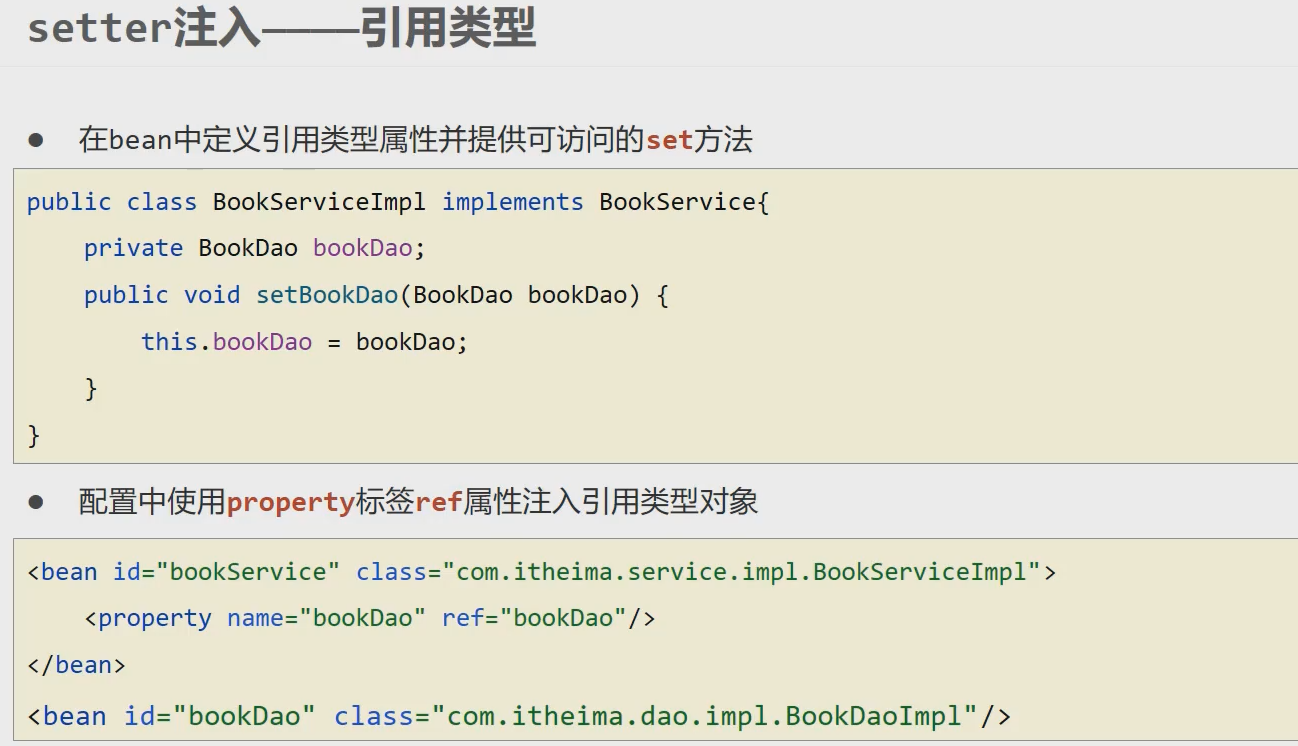 setter注入————引用类型
● 在bean中定义引用类型属性并提供可访问的set方法
public class BookServiceImpl implements BookService{
    private BookDao bookDao;
    public void setBookDao(BookDao bookDao) {
        this.bookDao = bookDao;
    }
}
● 配置中使用property标签ref属性注入引用类型对象
<bean id="bookService" class="com.itheima.service.impl.BookServiceImpl">
    <property name="bookDao" ref="bookDao"/>
</bean>
<bean id="bookDao" class="com.itheima.dao.impl.BookDaoImpl"/>